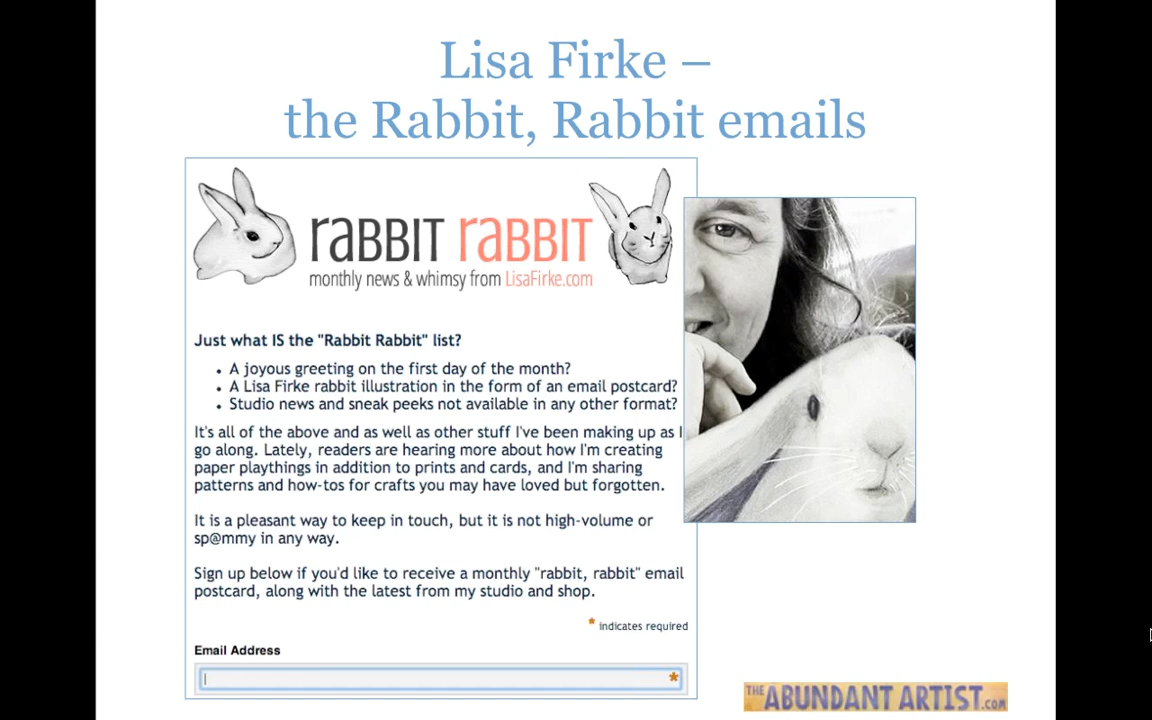 Lisa Firke –
the Rabbit, Rabbit emails
raBBIT raBBIT
monthly news & whimsy from LisaFirke.com
Just what IS the "Rabbit Rabbit" list?
• A joyous greeting on the first day of the month?
• A Lisa Firke rabbit illustration in the form of an email postcard?
• Studio news and sneak peeks not available in any other format?
It's all of the above and as well as other stuff I've been making up as I
go along. Lately, readers are hearing more about how I'm creating
paper playthings in addition to prints and cards, and I'm sharing
patterns and how-tos for crafts you may have loved but forgotten.
It is a pleasant way to keep in touch, but it is not high-volume or
sp@mmy in any way.
Sign up below if you'd like to receive a monthly "rabbit, rabbit" email
postcard, along with the latest from my studio and shop.
* indicates required
Email Address
*
THE ABUNDANT ARTIST.COM